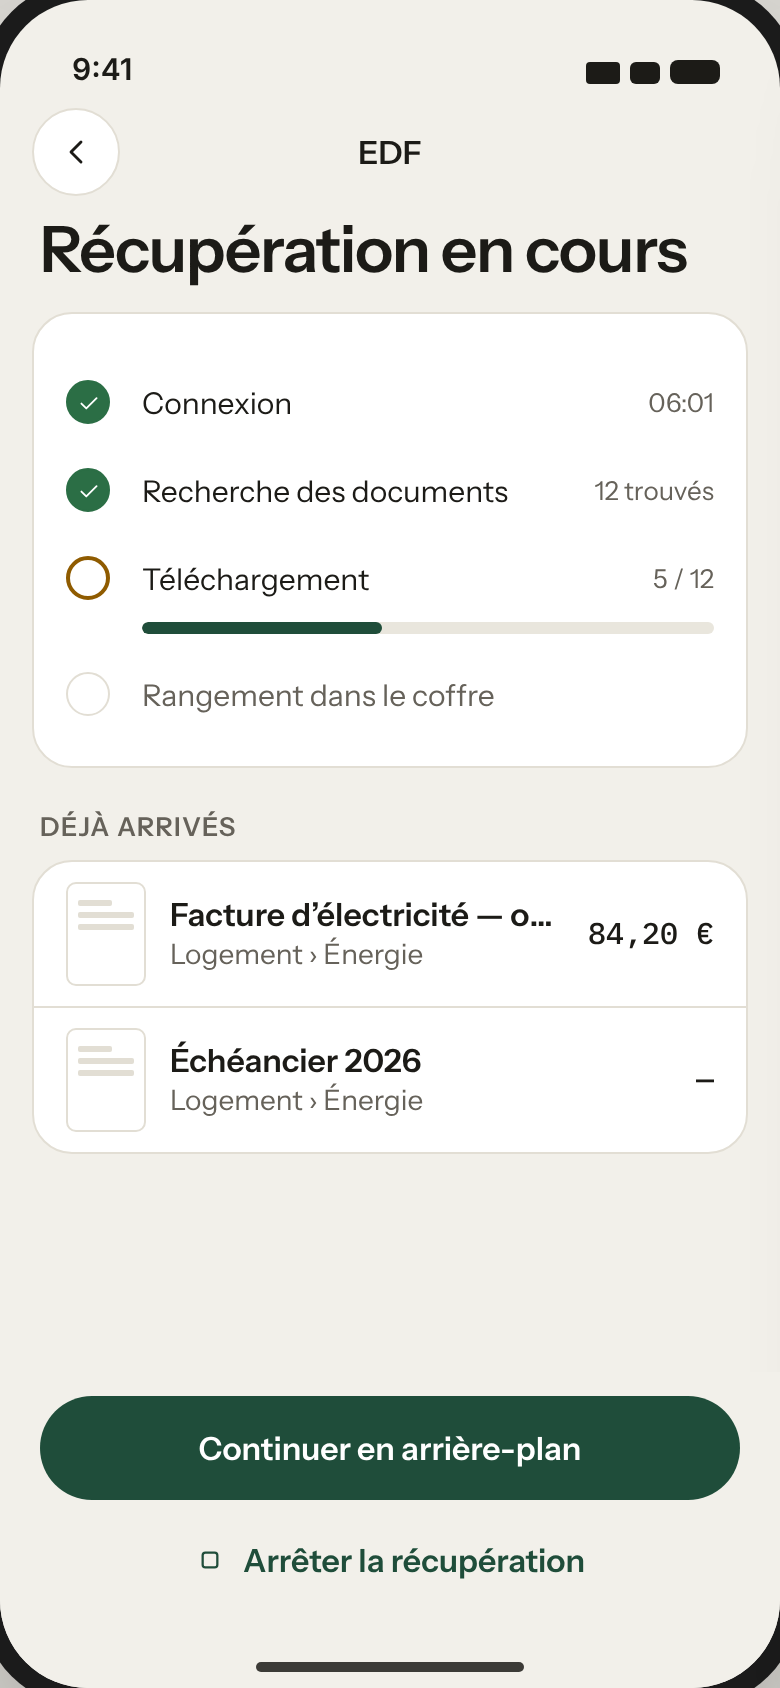 9:41
EDF
Récupération en cours
Connexion 06:01
Recherche des documents 12 trouvés
Téléchargement 5 / 12
Rangement dans le coffre
DÉJÀ ARRIVÉS
Facture d’électricité — o...
84,20 €
Logement › Énergie
Échéancier 2026
–
Logement › Énergie
Continuer en arrière-plan
Arrêter la récupération